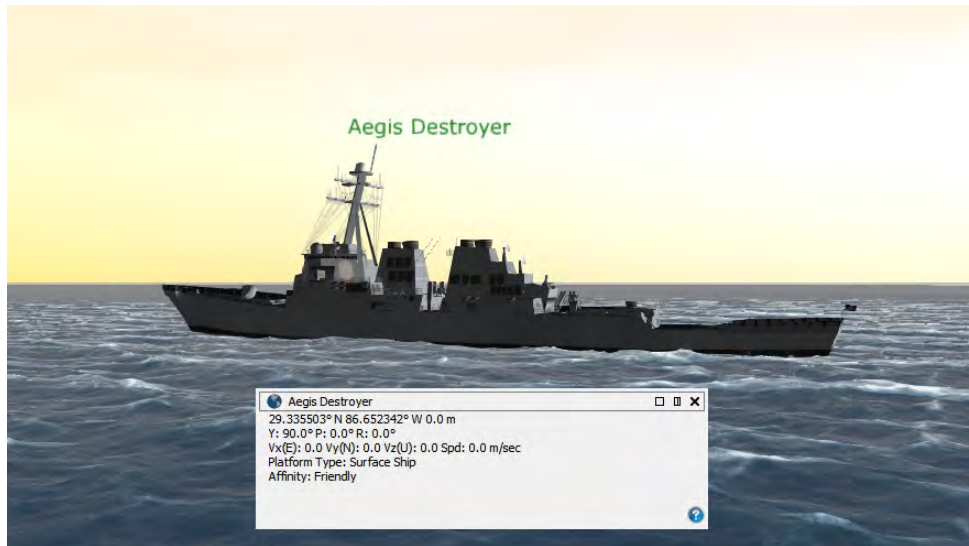 Aegis Destroyer
Aegis Destroyer
29.335503° N 86.652342° W 0.0 m
Y: 90.0° P: 0.0° R: 0.0°
Vx(E): 0.0 Vy(N): 0.0 Vz(U): 0.0 Spd: 0.0 m/sec
Platform Type: Surface Ship
Affinity: Friendly